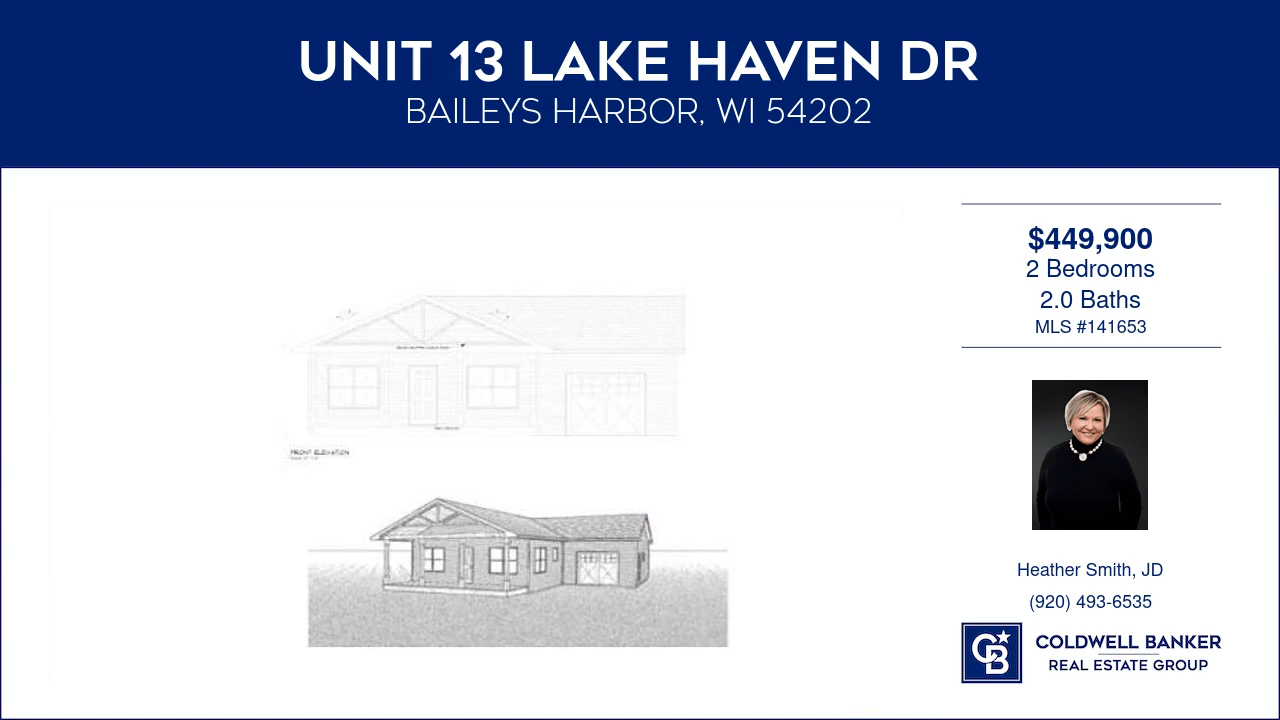 UNIT 13 LAKE HAVEN DR
BAILEYS HARBOR, WI 54202
$449,900
2 Bedrooms
2.0 Baths
MLS #141653
FRONT ELEVATION
Heather Smith, JD
(920) 493-6535
CB
COLDWELL BANKER
REAL ESTATE GROUP